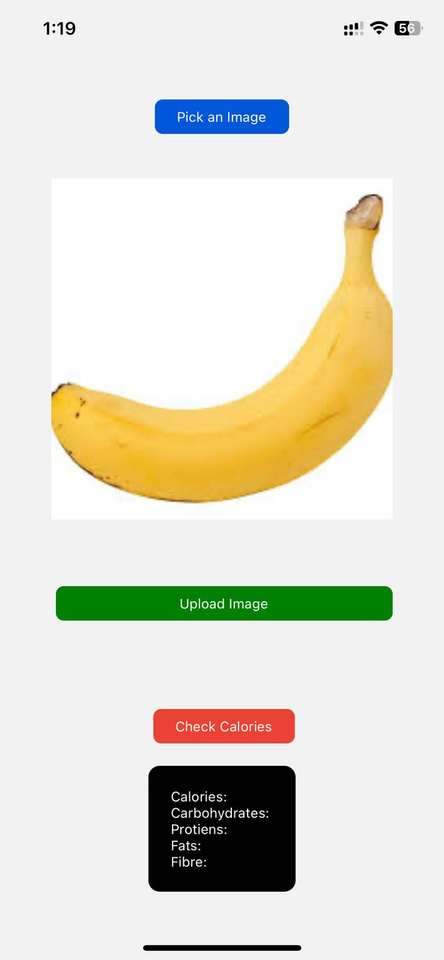 1:19
56
Pick an Image
Upload Image
Check Calories
Calories:
Carbohydrates:
Protiens:
Fats:
Fibre: